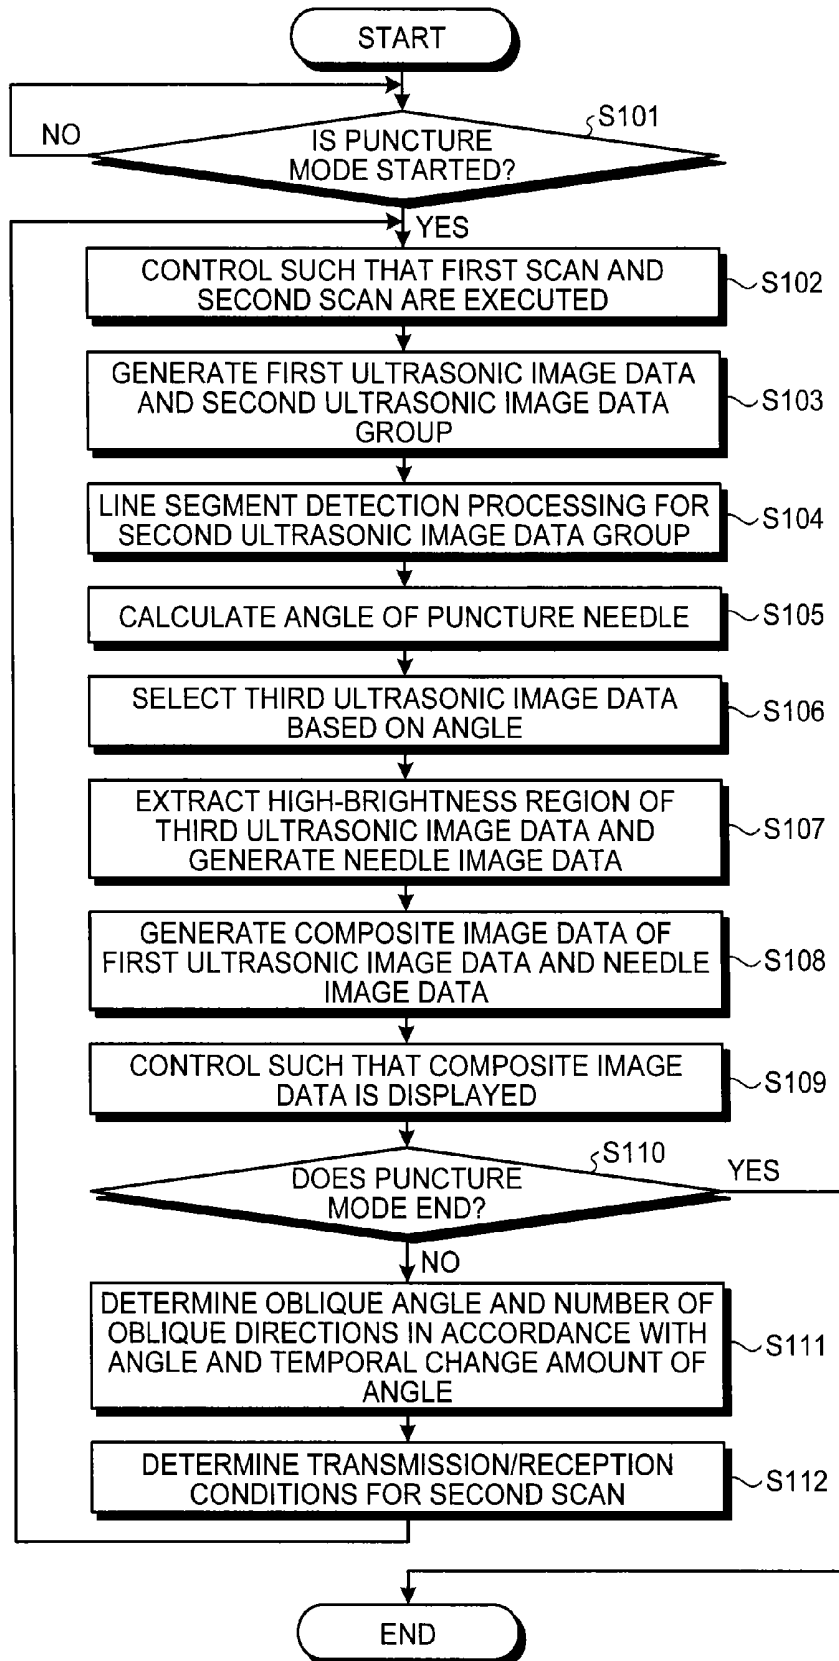 START
S101
NO
IS PUNCTURE
MODE STARTED?
YES
CONTROL SUCH THAT FIRST SCAN AND
SECOND SCAN ARE EXECUTED
S102
GENERATE FIRST ULTRASONIC IMAGE DATA
AND SECOND ULTRASONIC IMAGE DATA
GROUP
S103
LINE SEGMENT DETECTION PROCESSING FOR
SECOND ULTRASONIC IMAGE DATA GROUP
S104
CALCULATE ANGLE OF PUNCTURE NEEDLE
S105
SELECT THIRD ULTRASONIC IMAGE DATA
BASED ON ANGLE
S106
EXTRACT HIGH-BRIGHTNESS REGION OF
THIRD ULTRASONIC IMAGE DATA AND
GENERATE NEEDLE IMAGE DATA
S107
GENERATE COMPOSITE IMAGE DATA OF
FIRST ULTRASONIC IMAGE DATA AND NEEDLE
IMAGE DATA
S108
CONTROL SUCH THAT COMPOSITE IMAGE
DATA IS DISPLAYED
S109
S110
YES
DOES PUNCTURE
MODE END?
NO
DETERMINE OBLIQUE ANGLE AND NUMBER OF
OBLIQUE DIRECTIONS IN ACCORDANCE WITH
ANGLE AND TEMPORAL CHANGE AMOUNT OF
ANGLE
S111
DETERMINE TRANSMISSION/RECEPTION
CONDITIONS FOR SECOND SCAN
S112
END